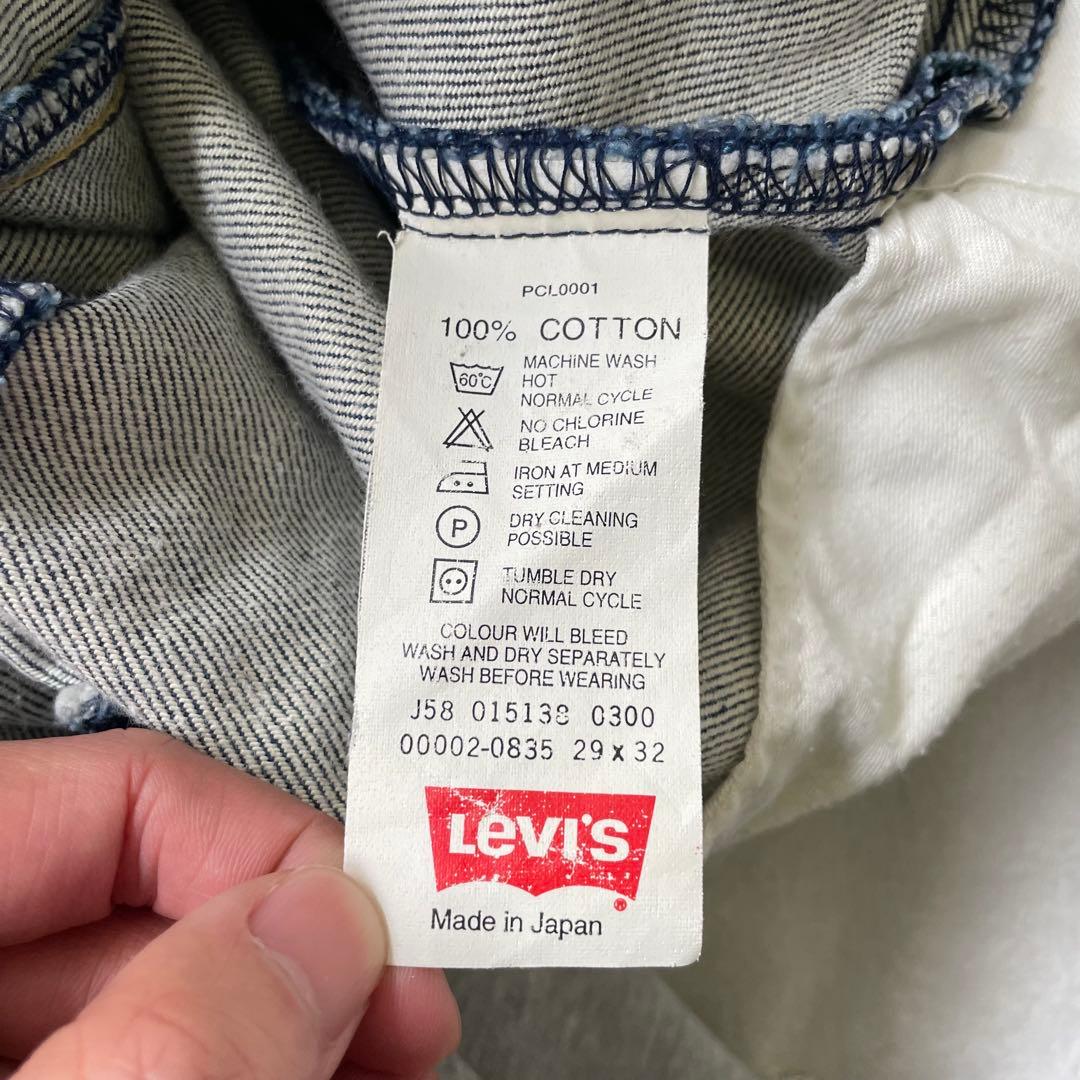 PCL0001
100% COTTON
60°C
MACHINE WASH
HOT
NORMAL CYCLE
NO CHLORINE
BLEACH
IRON AT MEDIUM
SETTING
P
DRY CLEANING
POSSIBLE
TUMBLE DRY
NORMAL CYCLE
COLOUR WILL BLEED
WASH AND DRY SEPARATELY
WASH BEFORE WEARING
J58 015138 0300
00002-0835 29 x 32
LEVI'S
®
Made in Japan